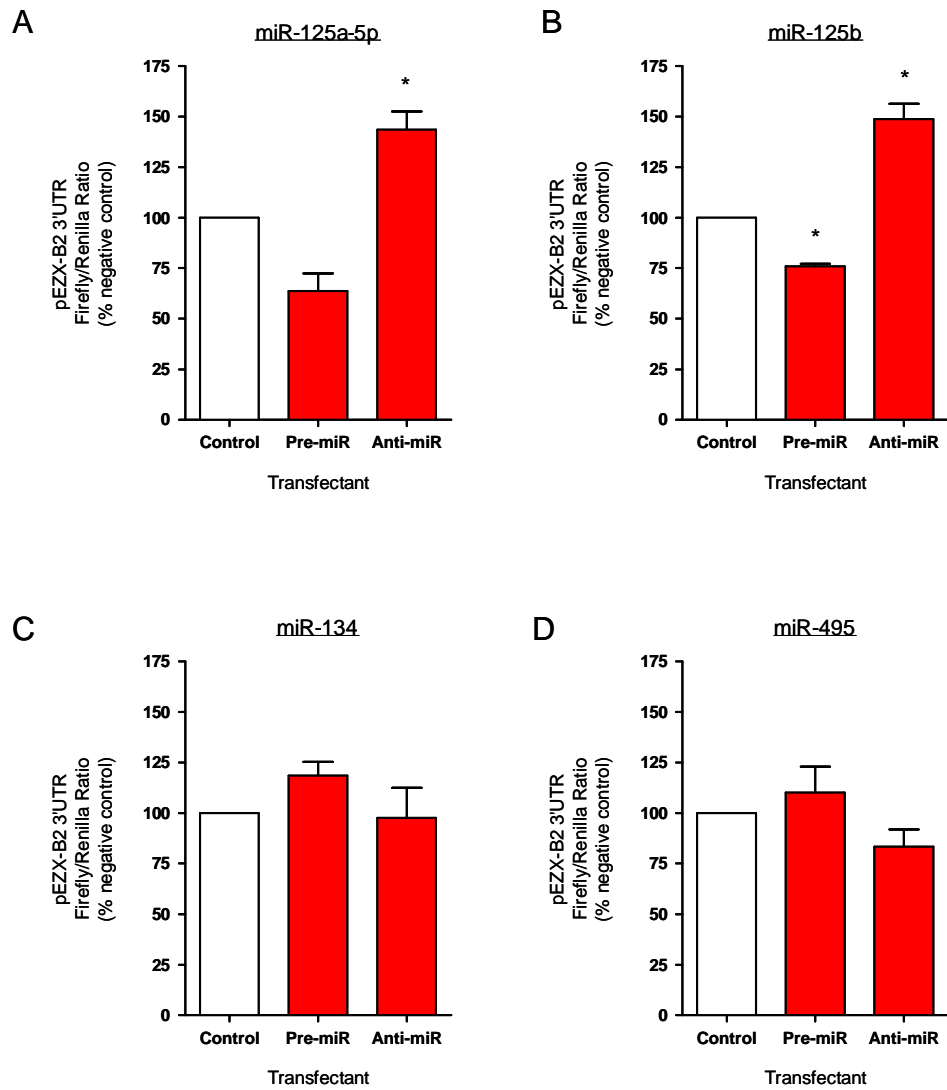 A
miR-125a-5p
pEZX-B2 3'UTR
Firefly/Renilla Ratio
(% negative control)
175
150
125
100
75
50
25
0
*
Control Pre-miR Anti-miR
Transfectant
B
miR-125b
pEZX-B2 3'UTR
Firefly/Renilla Ratio
(% negative control)
175
150
125
100
75
50
25
0
*
*
Control Pre-miR Anti-miR
Transfectant
C
miR-134
pEZX-B2 3'UTR
Firefly/Renilla Ratio
(% negative control)
175
150
125
100
75
50
25
0
Control Pre-miR Anti-miR
Transfectant
D
miR-495
pEZX-B2 3'UTR
Firefly/Renilla Ratio
(% negative control)
175
150
125
100
75
50
25
0
Control Pre-miR Anti-miR
Transfectant